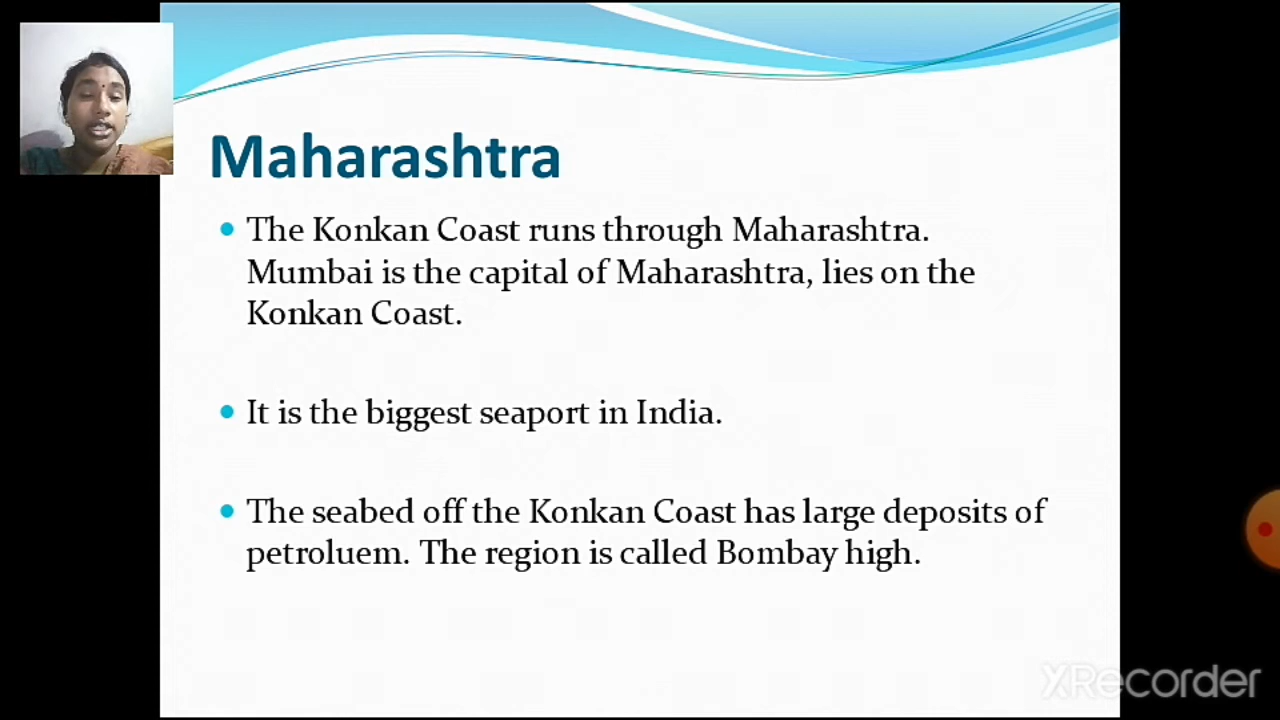 Maharashtra
The Konkan Coast runs through Maharashtra.
Mumbai is the capital of Maharashtra, lies on the
Konkan Coast.
It is the biggest seaport in India.
The seabed off the Konkan Coast has large deposits of
petroluem. The region is called Bombay high.
XRecorder